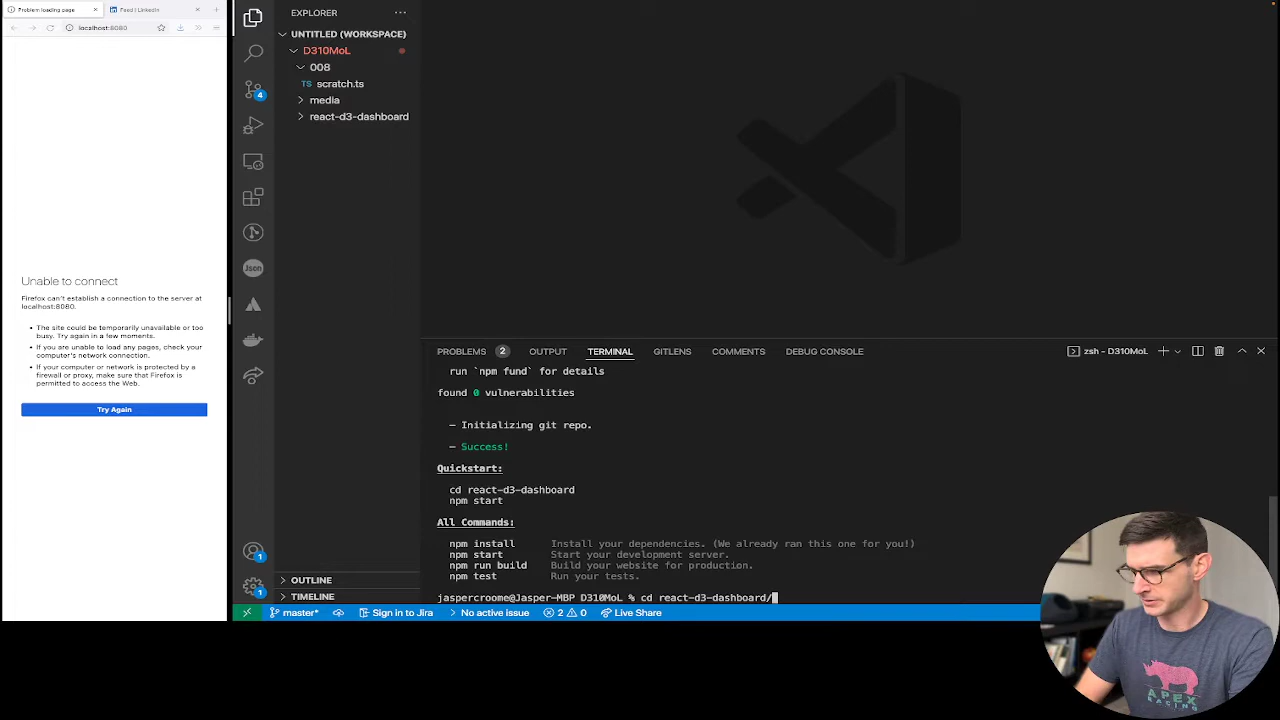 Problem loading page
Feed | LinkedIn
localhost:8080
Unable to connect
Firefox can't establish a connection to the server at
localhost:8080.
The site could be temporarily unavailable or too
busy. Try again in a few moments.
If you are unable to load any pages, check your
computer's network connection.
If your computer or network is protected by a
firewall or proxy, make sure that Firefox is
permitted to access the Web.
Try Again
4
Json
1
1
EXPLORER
UNTITLED (WORKSPACE)
D310MoL
008
TS scratch.ts
media
react-d3-dashboard
OUTLINE
TIMELINE
PROBLEMS 2 OUTPUT TERMINAL GITLENS COMMENTS DEBUG CONSOLE zsh - D310MoL
run `npm fund` for details
found 0 vulnerabilities
– Initializing git repo.
– Success!
Quickstart:
cd react-d3-dashboard
npm start
All Commands:
npm install Install your dependencies. (We already ran this one for you!)
npm start Start your development server.
npm run build Build your website for production.
npm test Run your tests.
jaspercroome@Jasper-MBP D310MoL % cd react-d3-dashboard/
master* Sign in to Jira No active issue 2 0 Live Share
APEX
RACING